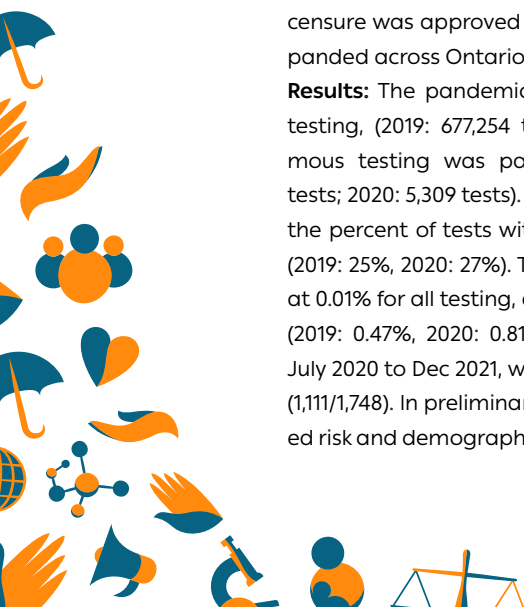 censure was approved
panded across Ontario
Results: The pandemic
testing, (2019: 677,254
mous testing was
tests; 2020: 5,309 tests).
the percent of tests
(2019: 25%, 2020: 27%).
at 0.01% for all testing,
(2019: 0.47%, 2020: 0.81
July 2020 to Dec 2021,
(1,111/1,748). In
ed risk and